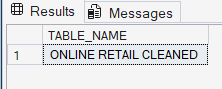 Results Messages
TABLE_NAME
1 ONLINE RETAIL CLEANED